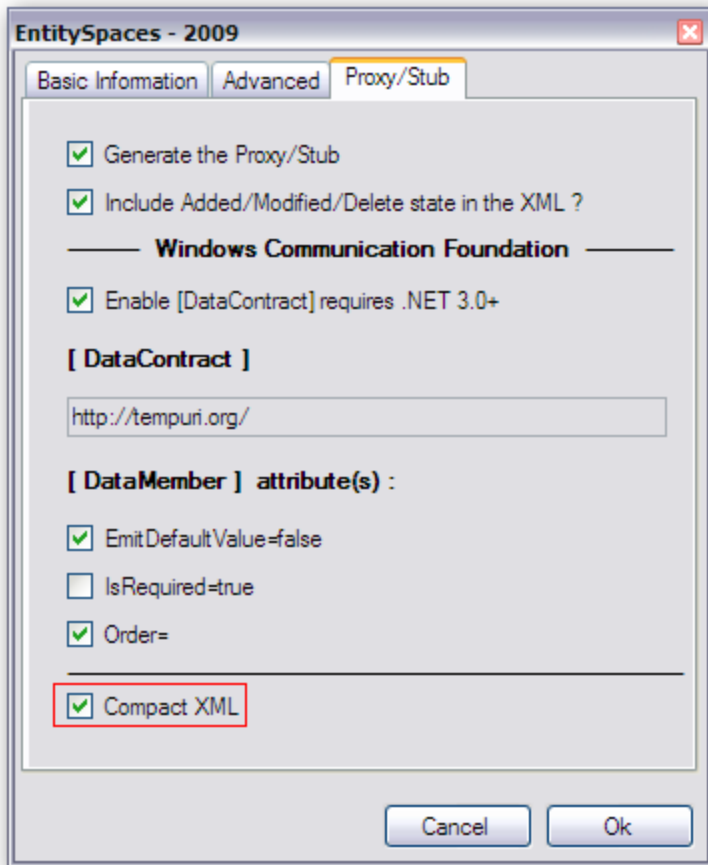 EntitySpaces - 2009
Basic Information Advanced Proxy/Stub
Generate the Proxy/Stub
Include Added/Modified/Delete state in the XML ?
Windows Communication Foundation
Enable [DataContract] requires .NET 3.0+
[ DataContract ]
http://tempuri.org/
[ DataMember ] attribute(s) :
EmitDefaultValue=false
IsRequired=true
Order=
Compact XML
Cancel Ok